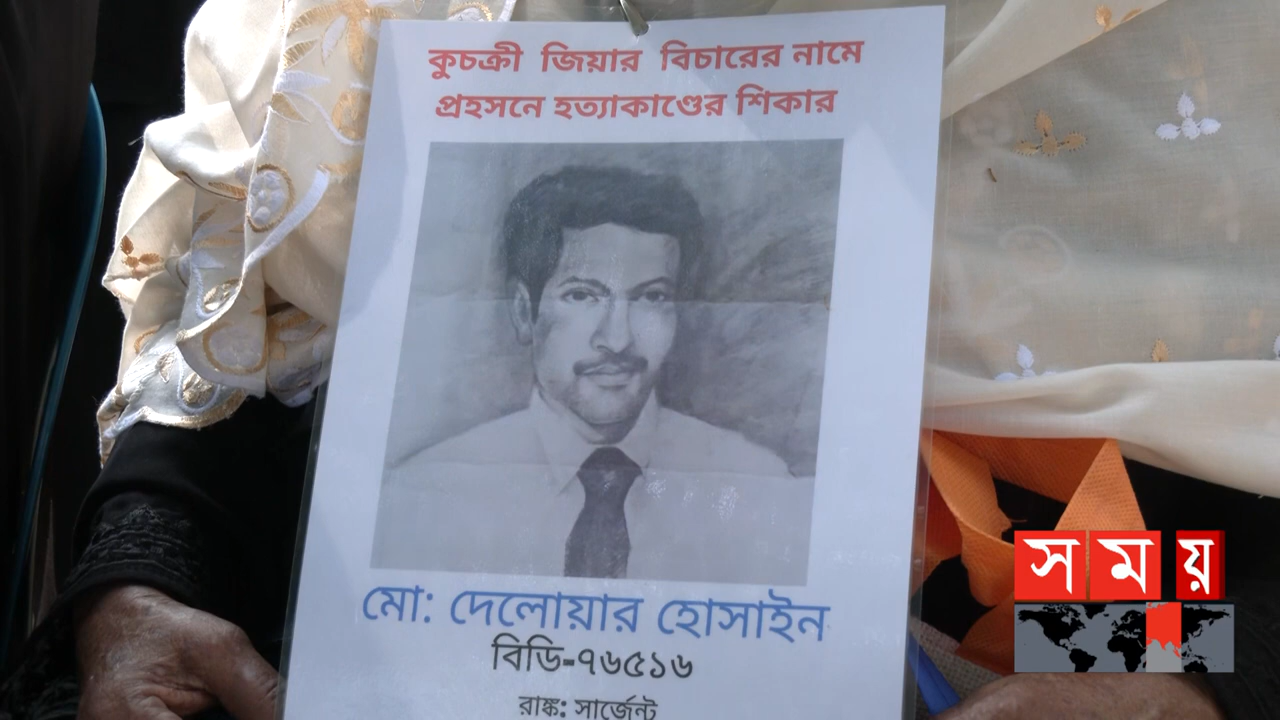 কুচক্রী জিয়ার বিচারের নামে
প্রহসনে হত্যাকাণ্ডের শিকার
মো: দেলোয়ার হোসাইন
বিডি-৭৬৫১৬
রাঙ্ক: সার্জেন্ট
সময়